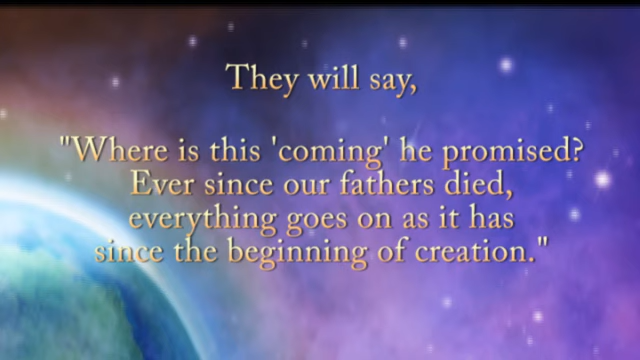 They will say,
"Where is this 'coming' he promised?
Ever since our fathers died,
everything goes on as it has
since the beginning of creation."